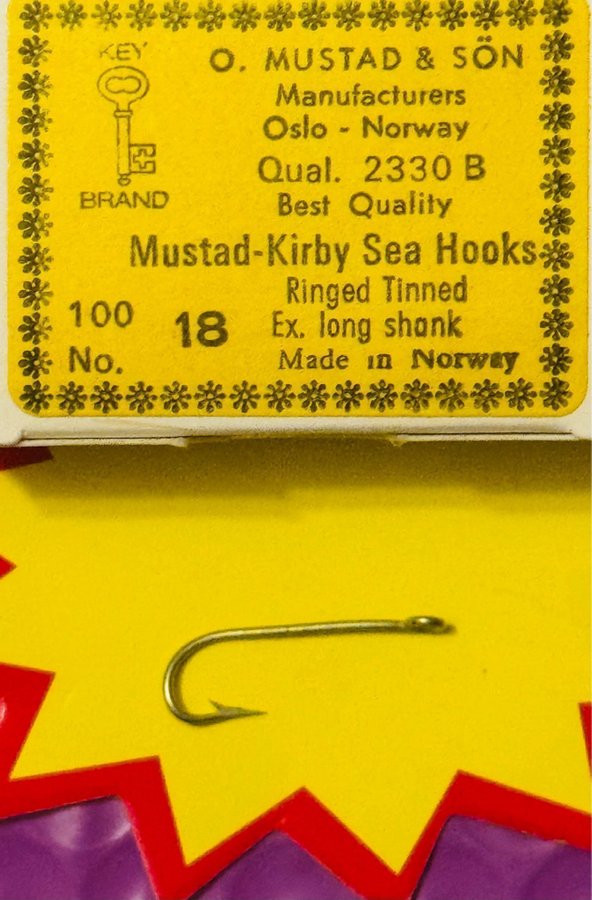 KEY
BRAND
O. MUSTAD & SÖN
Manufacturers
Oslo - Norway
Qual. 2330 B
Best Quality
Mustad-Kirby Sea Hooks
Ringed Tinned
100
No. 18
Ex. long shank
Made in Norway